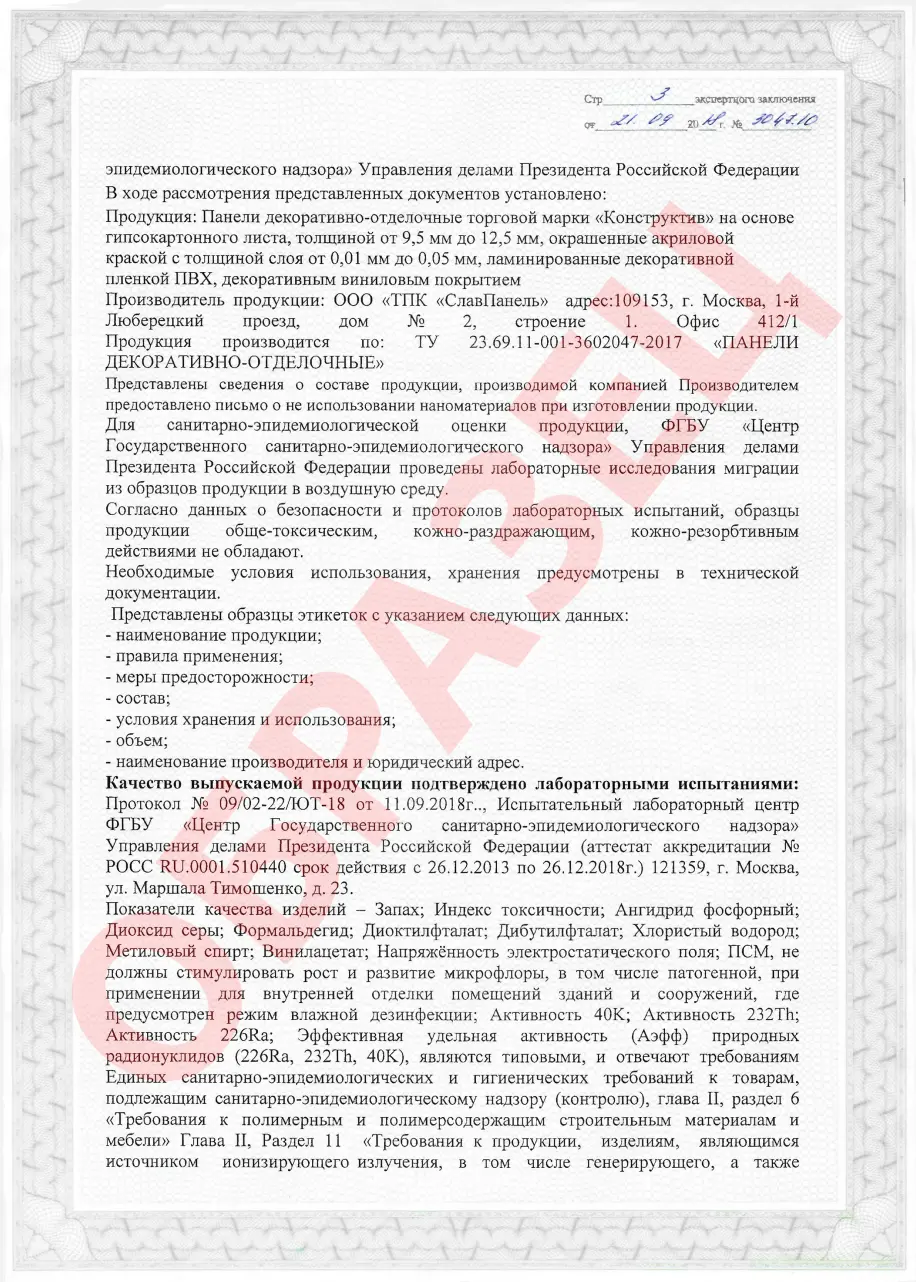 Стр 3 экспертного заключения
от 21. 09 2018 г. № 3047.10
эпидемиологического надзора» Управления делами Президента Российской Федерации
В ходе рассмотрения представленных документов установлено:
Продукция: Панели декоративно-отделочные торговой марки «Конструктив» на основе
гипсокартонного листа, толщиной от 9,5 мм до 12,5 мм, окрашенные акриловой
краской с толщиной слоя от 0,01 мм до 0,05 мм, ламинированные декоративной
пленкой ПВХ, декоративным виниловым покрытием
Производитель продукции: ООО «ТПК «СлавПанель» адрес:109153, г. Москва, 1-й
Люберецкий проезд, дом № 2, строение 1. Офис 412/1
Продукция производится по: ТУ 23.69.11-001-3602047-2017 «ПАНЕЛИ
ДЕКОРАТИВНО-ОТДЕЛОЧНЫЕ»
Представлены сведения о составе продукции, производимой компанией Производителем
предоставлено письмо о не использовании наноматериалов при изготовлении продукции.
Для санитарно-эпидемиологической оценки продукции, ФГБУ «Центр
Государственного санитарно-эпидемиологического надзора» Управления делами
Президента Российской Федерации проведены лабораторные исследования миграции
из образцов продукции в воздушную среду.
Согласно данных о безопасности и протоколов лабораторных испытаний, образцы
продукции обще-токсическим, кожно-раздражающим, кожно-резорбтивным
действиями не обладают.
Необходимые условия использования, хранения предусмотрены в технической
документации.
Представлены образцы этикеток с указанием следующих данных:
- наименование продукции;
- правила применения;
- меры предосторожности;
- состав;
- условия хранения и использования;
- объем;
- наименование производителя и юридический адрес.
Качество выпускаемой продукции подтверждено лабораторными испытаниями:
Протокол № 09/02-22/ЮТ-18 от 11.09.2018г.., Испытательный лабораторный центр
ФГБУ «Центр Государственного санитарно-эпидемиологического надзора»
Управления делами Президента Российской Федерации (аттестат аккредитации №
РОСС RU.0001.510440 срок действия с 26.12.2013 по 26.12.2018г.) 121359, г. Москва,
ул. Маршала Тимошенко, д. 23.
Показатели качества изделий – Запах; Индекс токсичности; Ангидрид фосфорный;
Диоксид серы; Формальдегид; Диоктилфталат; Дибутилфталат; Хлористый водород;
Метиловый спирт; Винилацетат; Напряжённость электростатического поля; ПСМ, не
должны стимулировать рост и развитие микрофлоры, в том числе патогенной, при
применении для внутренней отделки помещений зданий и сооружений, где
предусмотрен режим влажной дезинфекции; Активность 40К; Активность 232Th;
Активность 226Ra; Эффективная удельная активность (Аэфф) природных
радионуклидов (226Ra, 232Th, 40К), являются типовыми, и отвечают требованиям
Единых санитарно-эпидемиологических и гигиенических требований к товарам,
подлежащим санитарно-эпидемиологическому надзору (контролю), глава II, раздел 6
«Требования к полимерным и полимерсодержащим строительным материалам и
мебели» Глава II, Раздел 11 «Требования к продукции, изделиям, являющимся
источником ионизирующего излучения, в том числе генерирующего, а также
ОБРАЗЕЦ